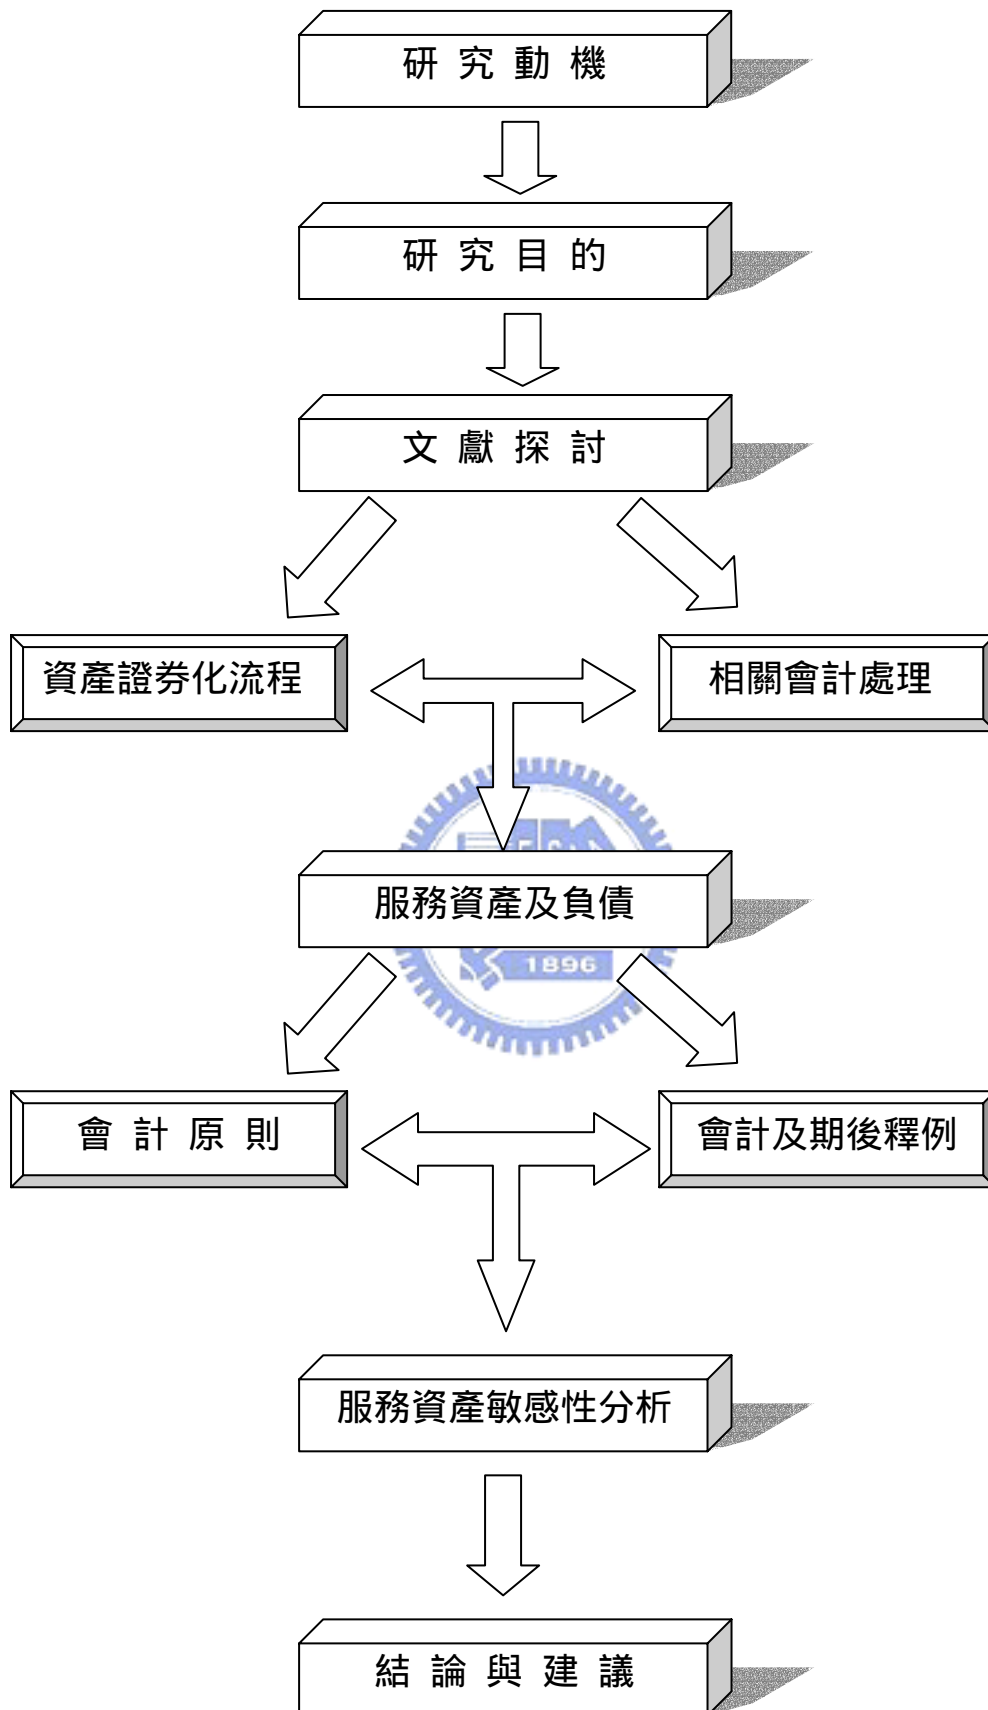 研究動機
研究目的
文獻探討
資產證券化流程
相關會計處理
服務資產及負債
1896
會計原則
會計及期後釋例
服務資產敏感性分析
結論與建議